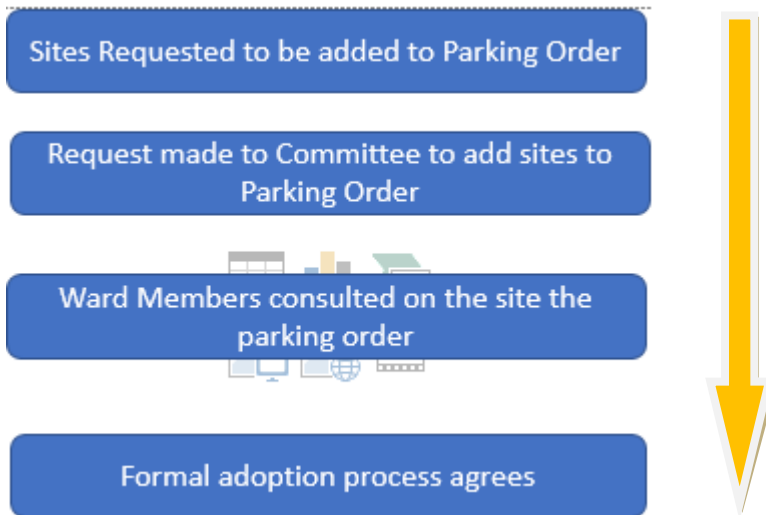 Sites Requested to be added to Parking Order
Request made to Committee to add sites to
Parking Order
Ward Members consulted on the site the
parking order
Formal adoption process agrees